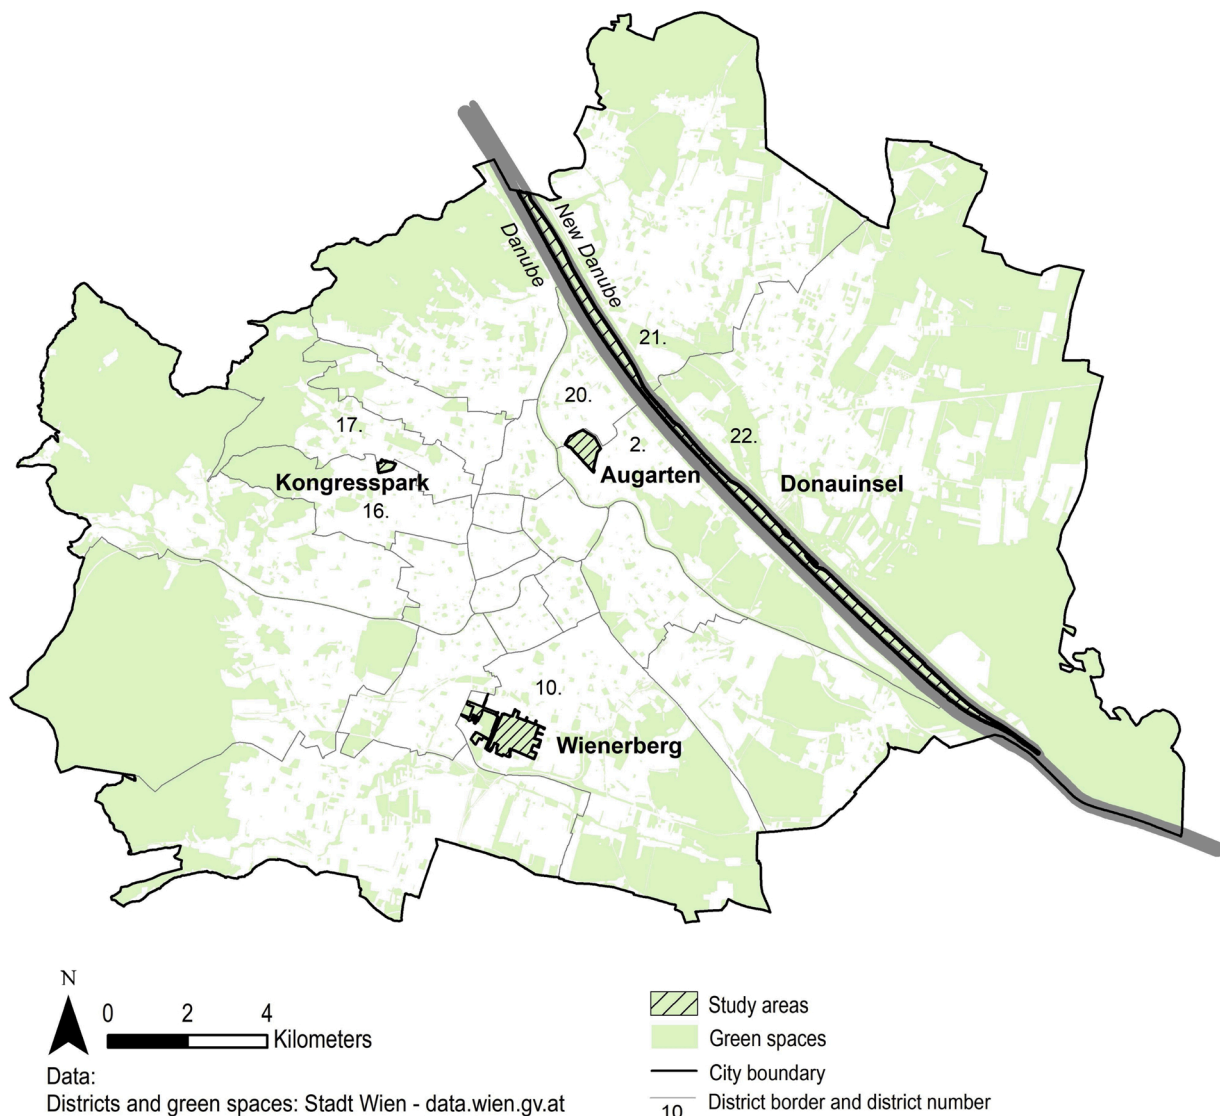 New Danube
Danube
21.
20.
17.
2.
22.
Kongresspark
Augarten
Donauinsel
16.
10.
Wienerberg
N
0 2 4
Kilometers
Data:
Districts and green spaces: Stadt Wien - data.wien.gv.at
Study areas
Green spaces
City boundary
10 District border and district number